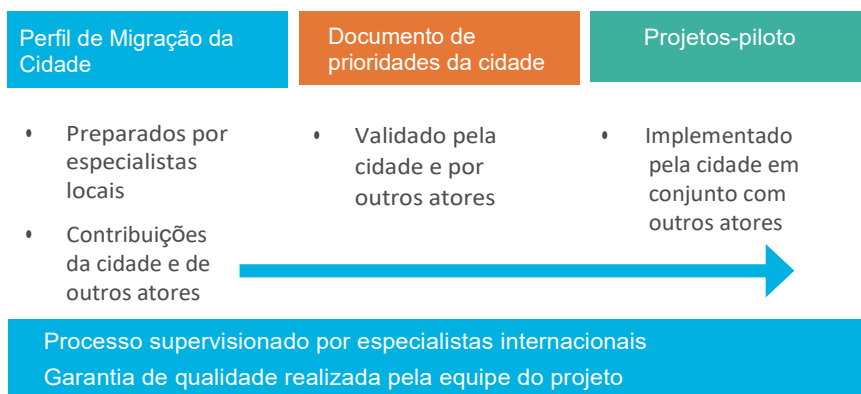 Perfil de Migração da
Cidade
Documento de
prioridades da cidade
Projetos-piloto
• Preparados por
especialistas
locais
• Contribuições
da cidade e de
outros atores
• Validado pela
cidade e por
outros atores
• Implementado
pela cidade em
conjunto com
outros atores
Processo supervisionado por especialistas internacionais
Garantia de qualidade realizada pela equipe do projeto